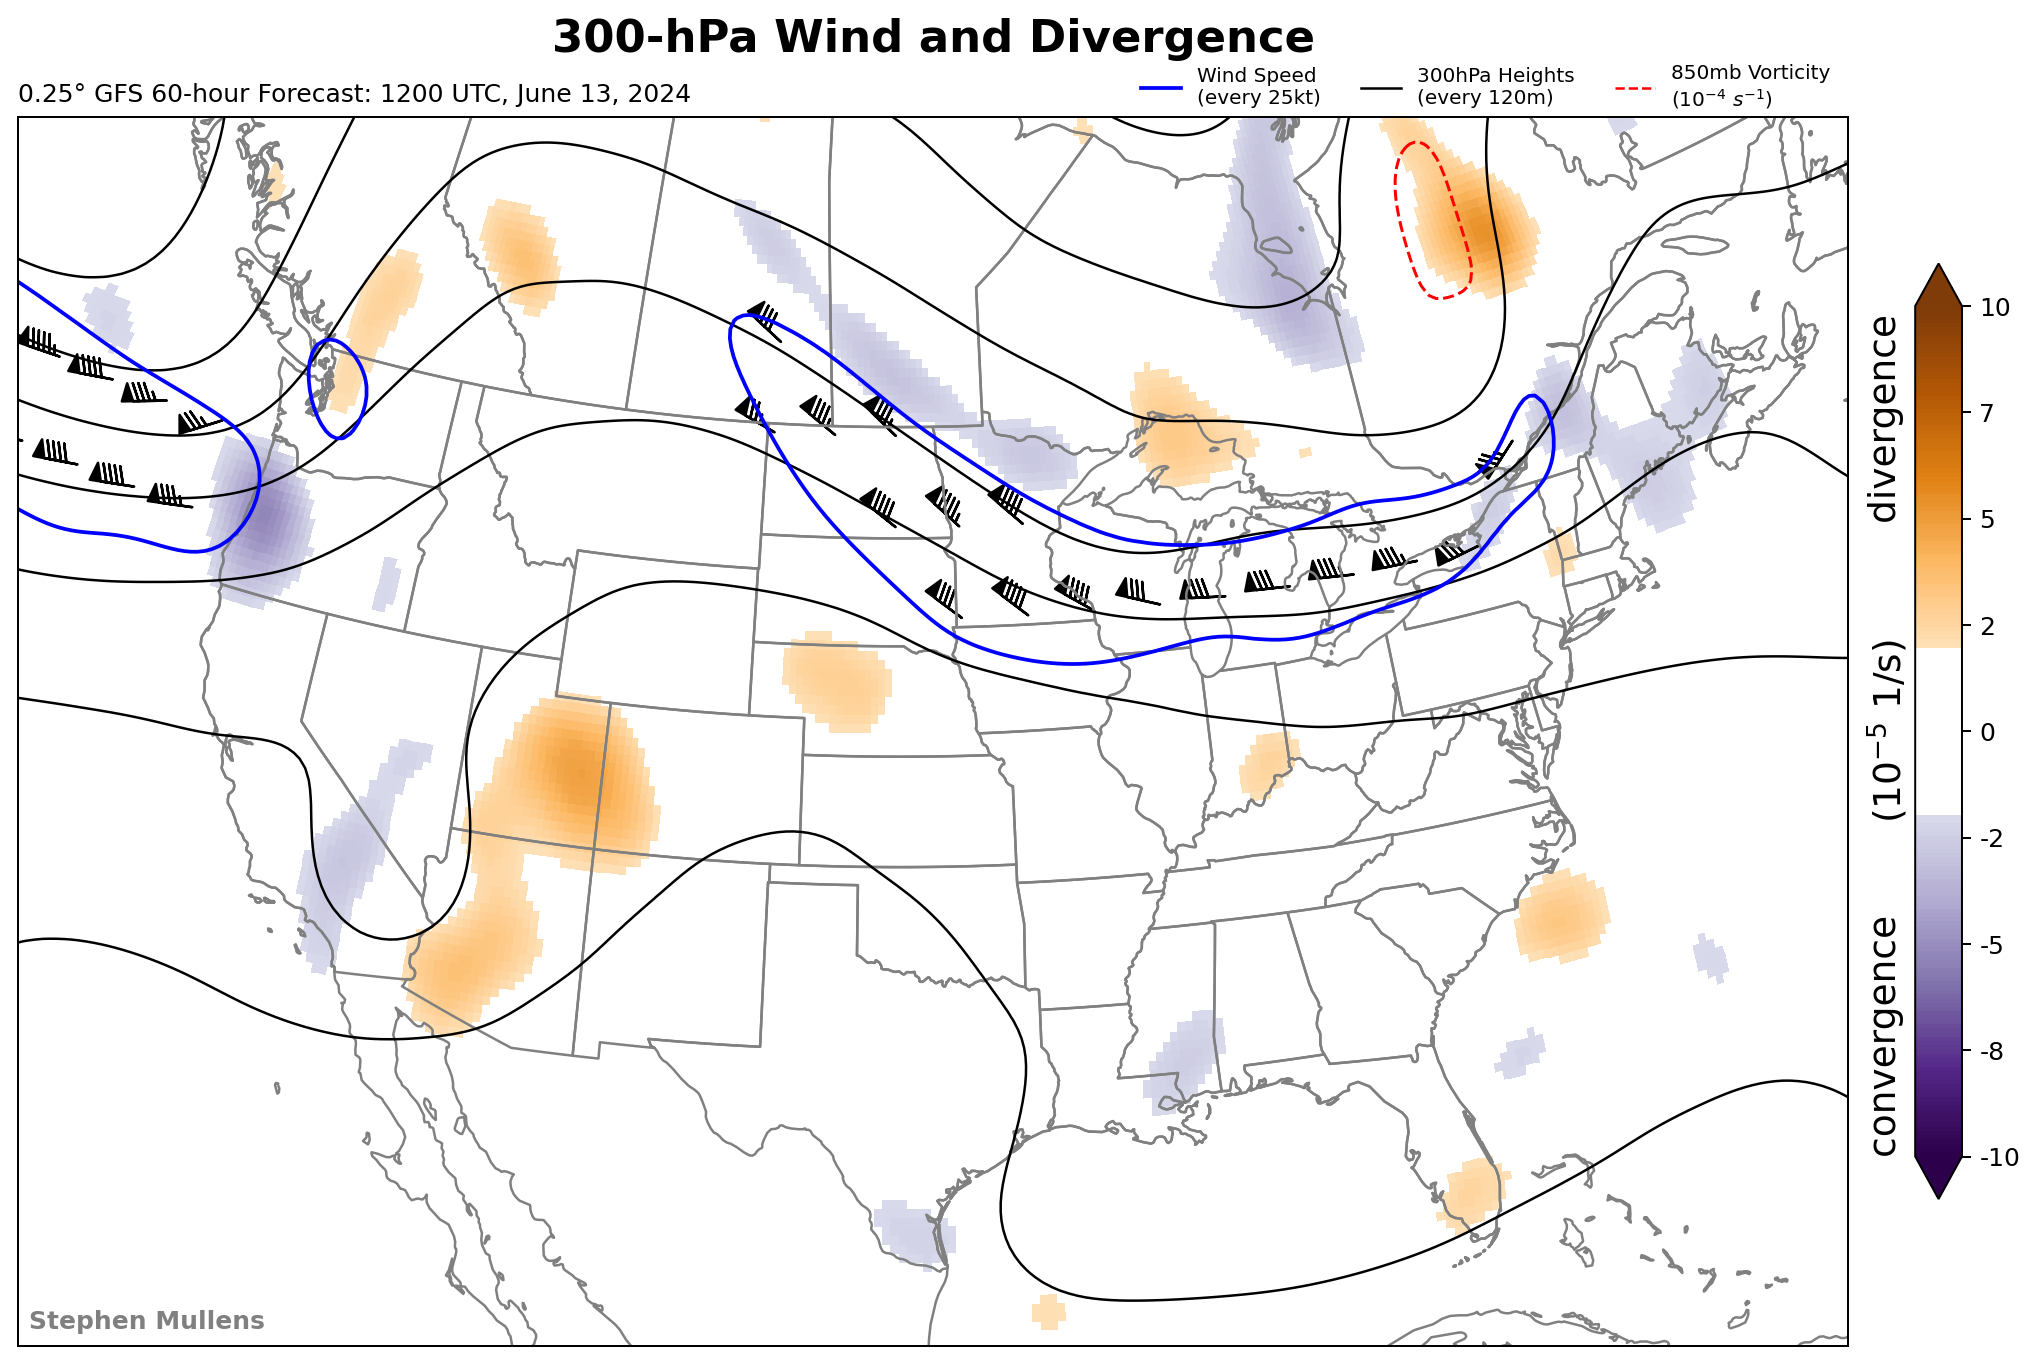 300-hPa Wind and Divergence
0.25° GFS 60-hour Forecast: 1200 UTC, June 13, 2024
Wind Speed
(every 25kt)
300hPa Heights
(every 120m)
850mb Vorticity
(10⁻⁴ s⁻¹)
10
7
5
2
0
-2
-5
-8
-10
convergence (10⁻⁵ 1/s) divergence
Stephen Mullens